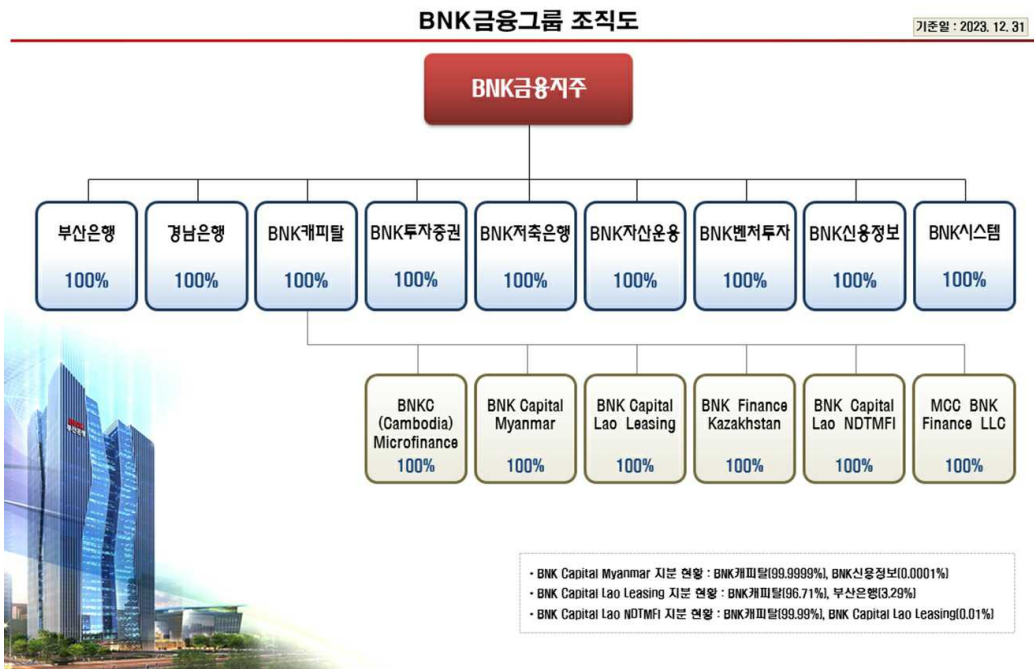 BNK금융그룹 조직도
기준일 : 2023. 12. 31
BNK금융지주
부산은행
100%
경남은행
100%
BNK캐피탈
100%
BNK투자증권
100%
BNK저축은행
100%
BNK자산운용
100%
BNK벤처투자
100%
BNK신용정보
100%
BNK시스템
100%
BNKC
(Cambodia)
Microfinance
100%
BNK Capital
Myanmar
100%
BNK Capital
Lao Leasing
100%
BNK Finance
Kazakhstan
100%
BNK Capital
Lao NDTMFI
100%
MCC BNK
Finance LLC
100%
부산은행
· BNK Capital Myanmar 지분 현황 : BNK캐피탈(99.9999%), BNK신용정보(0.0001%)
· BNK Capital Lao Leasing 지분 현황 : BNK캐피탈(96.71%), 부산은행(3.29%)
· BNK Capital Lao NDTMFI 지분 현황 : BNK캐피탈(99.99%), BNK Capital Lao Leasing(0.01%)